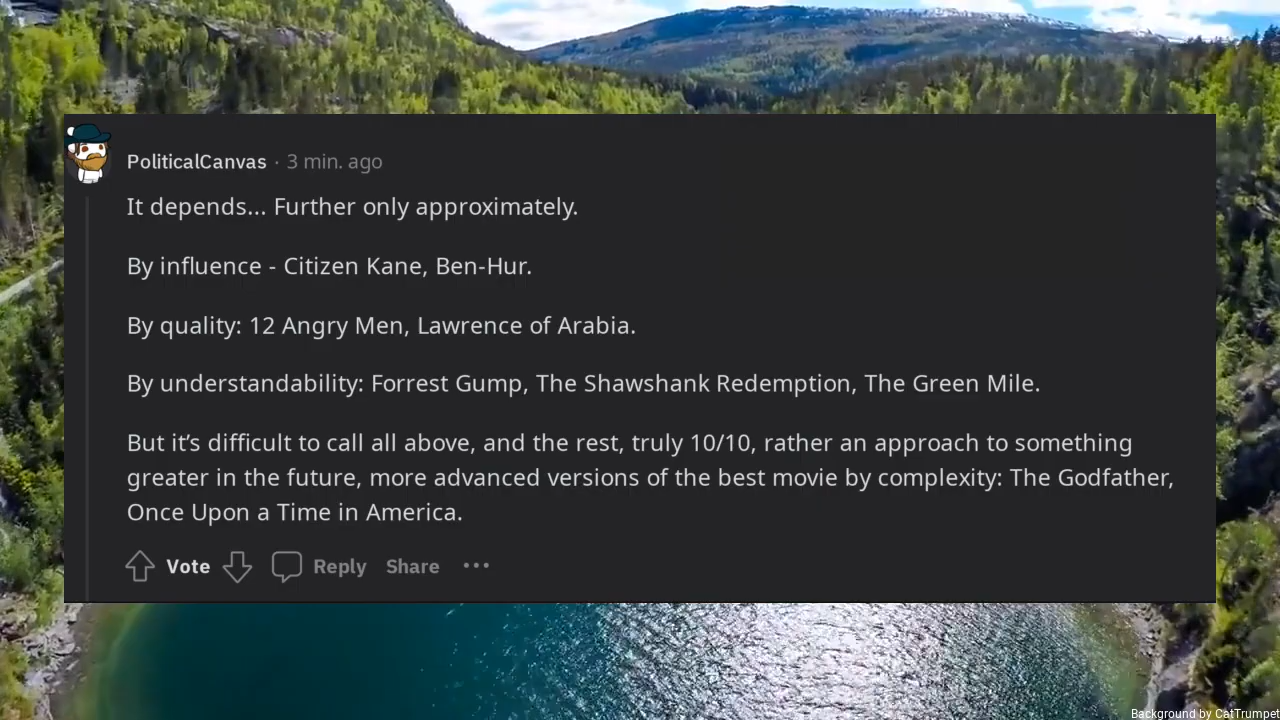 PoliticalCanvas · 3 min. ago
It depends... Further only approximately.
By influence - Citizen Kane, Ben-Hur.
By quality: 12 Angry Men, Lawrence of Arabia.
By understandability: Forrest Gump, The Shawshank Redemption, The Green Mile.
But it’s difficult to call all above, and the rest, truly 10/10, rather an approach to something
greater in the future, more advanced versions of the best movie by complexity: The Godfather,
Once Upon a Time in America.
Vote Reply Share •••
Background by CatTrumpet